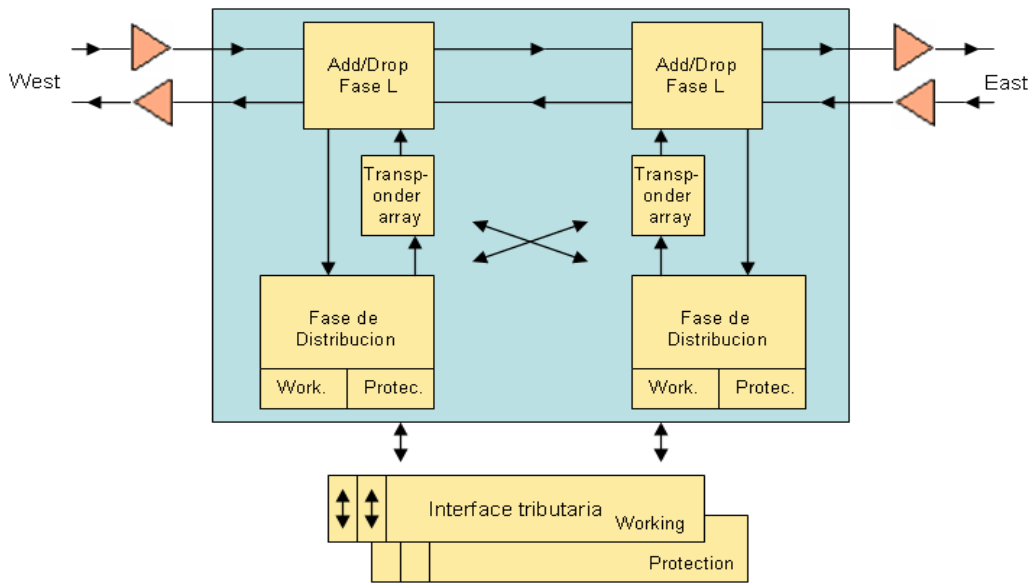 West
Add/Drop
Fase L
Add/Drop
Fase L
East
Transp-
onder
array
Transp-
onder
array
Fase de
Distribucion
Work.
Protec.
Fase de
Distribucion
Work.
Protec.
Interface tributaria
Working
Protection